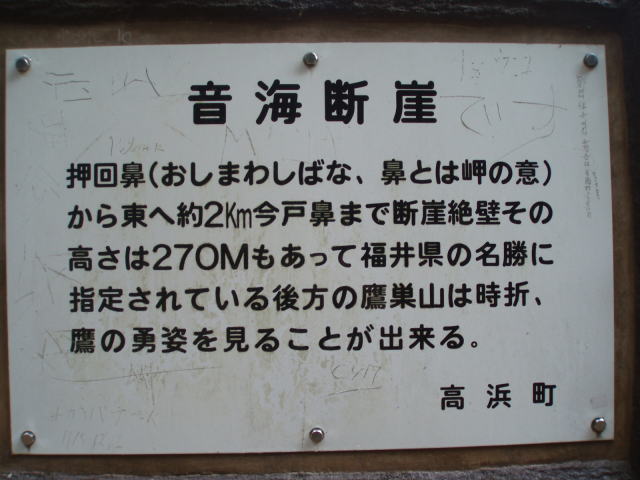 音海断崖
押回鼻(おしまわしばな、鼻とは岬の意)
から東へ約2Km今戸鼻まで断崖絶壁その
高さは270Mもあって福井県の名勝に
指定されている後方の鷹巣山は時折、
鷹の勇姿を見ることが出来る。
高浜町